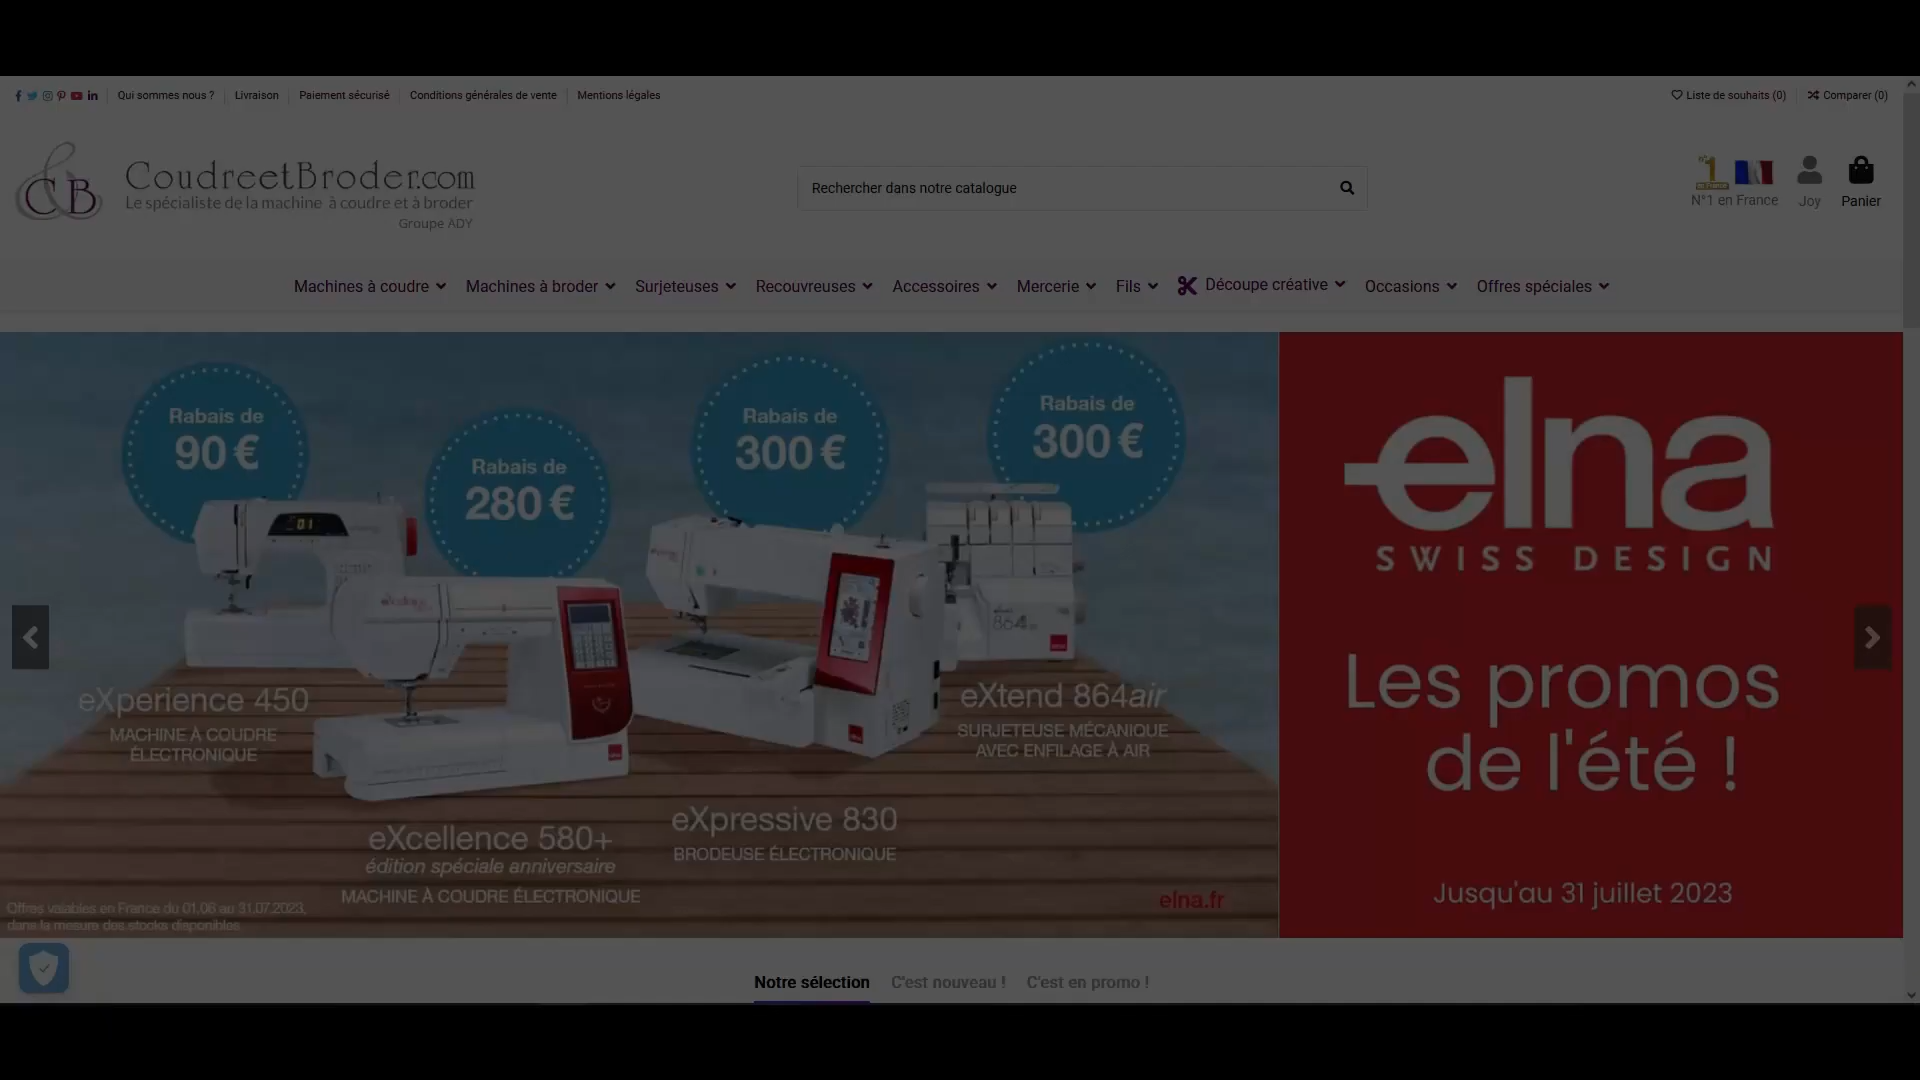 Qui sommes nous ? Livraison Paiement sécurisé Conditions générales de vente Mentions légales
Liste de souhaits (0) Comparer (0)
CB
CoudreetBroder.com
Le spécialiste de la machine à coudre et à broder
Groupe ADY
Rechercher dans notre catalogue
n°1 en France
N°1 en France Joy Panier
Machines à coudre Machines à broder Surjeteuses Recouvreuses Accessoires Mercerie Fils Découpe créative Occasions Offres spéciales
Rabais de
90 €
Rabais de
280 €
Rabais de
300 €
Rabais de
300 €
eXperience 450
MACHINE À COUDRE
ÉLECTRONIQUE
eXcellence 580+
édition spéciale anniversaire
MACHINE À COUDRE ÉLECTRONIQUE
eXpressive 830
BRODEUSE ÉLECTRONIQUE
864
eXtend 864air
SURJETEUSE MÉCANIQUE
AVEC ENFILAGE À AIR
Offres valables en France du 01.06 au 31.07.2023,
dans la mesure des stocks disponibles
elna.fr
elna
SWISS DESIGN
Les promos
de l'été !
Jusqu'au 31 juillet 2023
Notre sélection C'est nouveau ! C'est en promo !